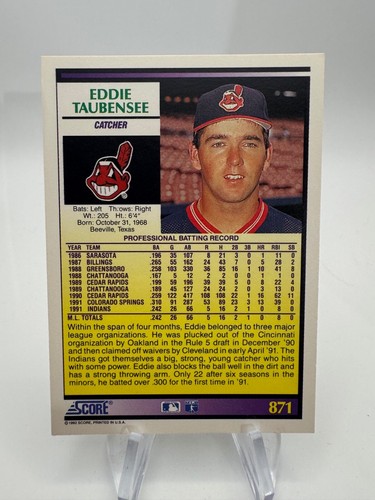 EDDIE
TAUBENSEE
CATCHER
Bats: Left Throws: Right
Wt.: 205 Ht.: 6'4"
Born: October 31, 1968
Beeville, Texas
PROFESSIONAL BATTING RECORD
YEAR TEAM BA G AB R H 2B 3B HR RBI SB
1986 SARASOTA .196 35 107 8 21 3 0 1 11 0
1987 BILLINGS .265 55 162 24 43 7 0 5 28 2
1988 GREENSBORO .258 103 330 36 85 16 1 10 41 8
1988 CHATTANOOGA .167 5 12 2 2 0 0 1 1 0
1989 CEDAR RAPIDS .199 59 196 25 39 5 0 8 22 4
1989 CHATTANOOGA .189 45 127 11 24 2 0 3 13 0
1990 CEDAR RAPIDS .259 122 417 108 22 1 16 62 11
1991 COLORADO SPRINGS .310 91 287 53 89 23 3 13 39 0
1991 INDIANS .242 26 66 5 16 2 1 0 8 0
M.L. TOTALS .242 26 66 5 16 2 1 0 8 0
Within the span of four months, Eddie belonged to three major
league organizations. He was plucked out of the Cincinnati
organization by Oakland in the Rule 5 draft in December '90
and then claimed off waivers by Cleveland in early April '91. The
Indians got themselves a big, strong, young catcher who hits
with some power. Eddie also blocks the ball well in the dirt and
has a strong throwing arm. Only 22 after six seasons in the
minors, he batted over .300 for the first time in '91.
SCORE
871
© 1992 SCORE, PRINTED IN U.S.A.